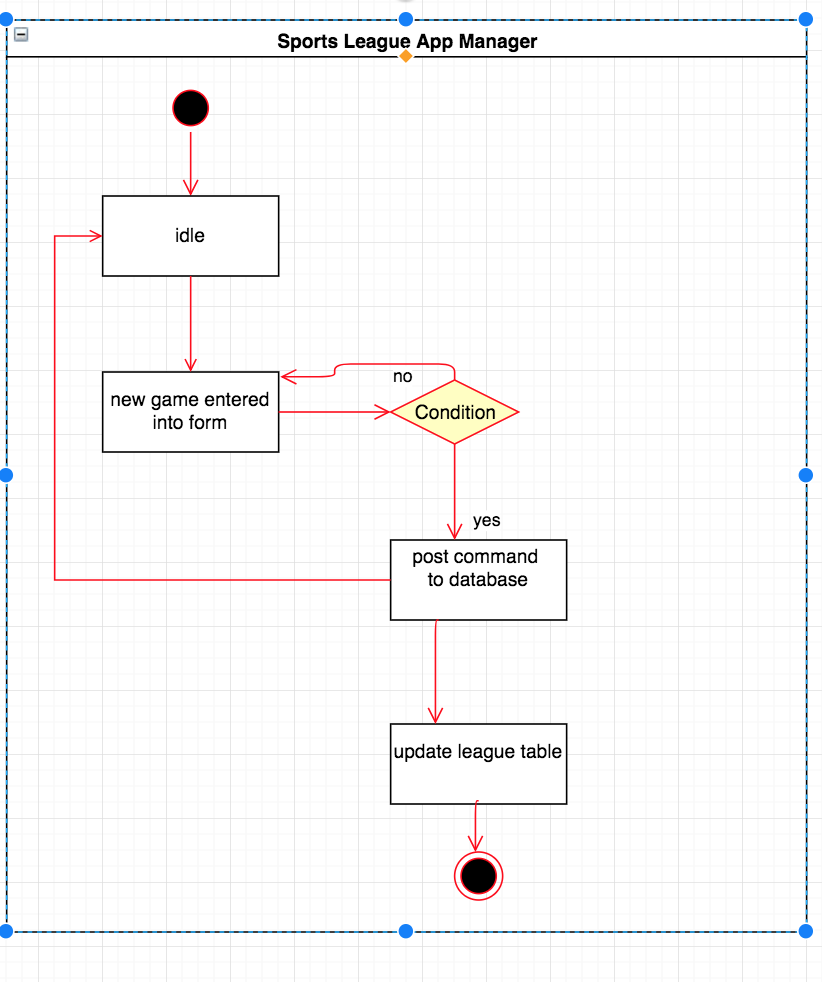 Sports League App Manager
idle
new game entered
into form
no
Condition
yes
post command
to database
update league table